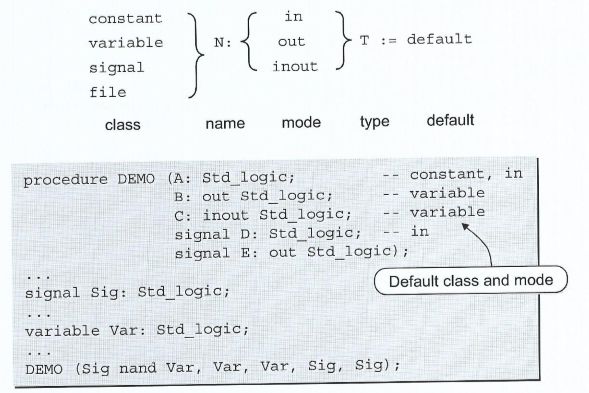 constant
variable
signal
file
N:
in
out
inout
T := default
class name mode type default
procedure DEMO (A: Std_logic; -- constant, in
B: out Std_logic; -- variable
C: inout Std_logic; -- variable
signal D: Std_logic; -- in
signal E: out Std_logic);
Default class and mode
...
signal Sig: Std_logic;
...
variable Var: Std_logic;
...
DEMO (Sig nand Var, Var, Var, Sig, Sig);